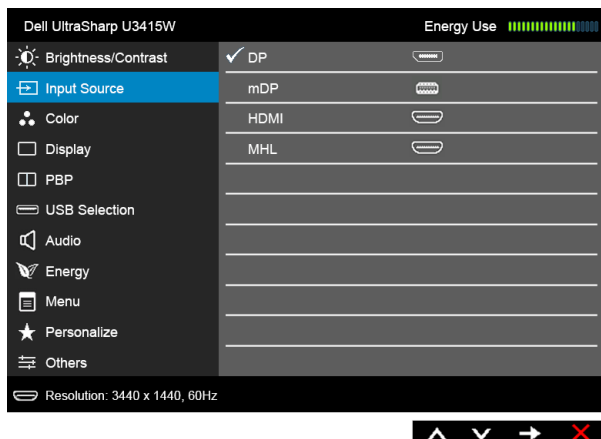 Dell UltraSharp U3415W Energy Use
Brightness/Contrast DP
Input Source mDP
Color HDMI
Display MHL
PBP
USB Selection
Audio
Energy
Menu
Personalize
Others
Resolution: 3440 x 1440, 60Hz